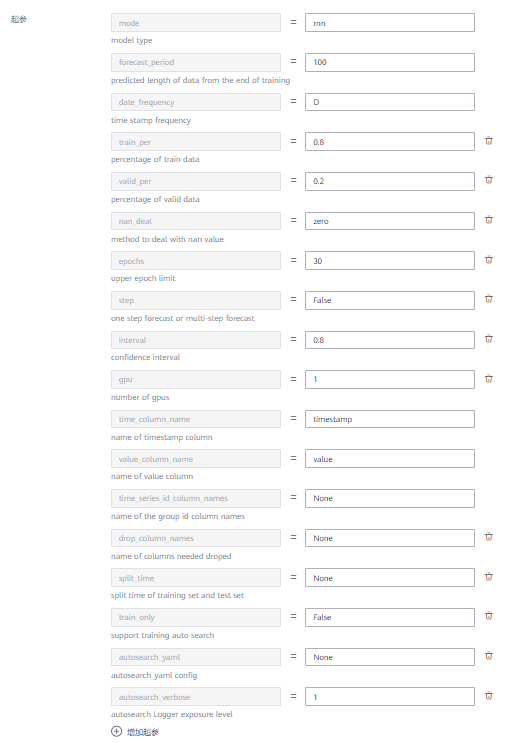 超参
mode = rnn
model type
forecast_period = 100
predicted length of data from the end of training
date_frequency = D
time stamp frequency
train_per = 0.8
percentage of train data
valid_per = 0.2
percentage of valid data
nan_deal = zero
method to deal with nan value
epochs = 30
upper epoch limit
step = False
one step forecast or multi-step forecast
interval = 0.8
confidence interval
gpu = 1
number of gpus
time_column_name = timestamp
name of timestamp column
value_column_name = value
name of value column
time_series_id_column_names = None
name of the group id column names
drop_column_names = None
name of columns needed droped
split_time = None
split time of training set and test set
train_only = False
support training auto search
autosearch_yaml = None
autosearch_yaml config
autosearch_verbose = 1
autosearch Logger exposure level
增加超参